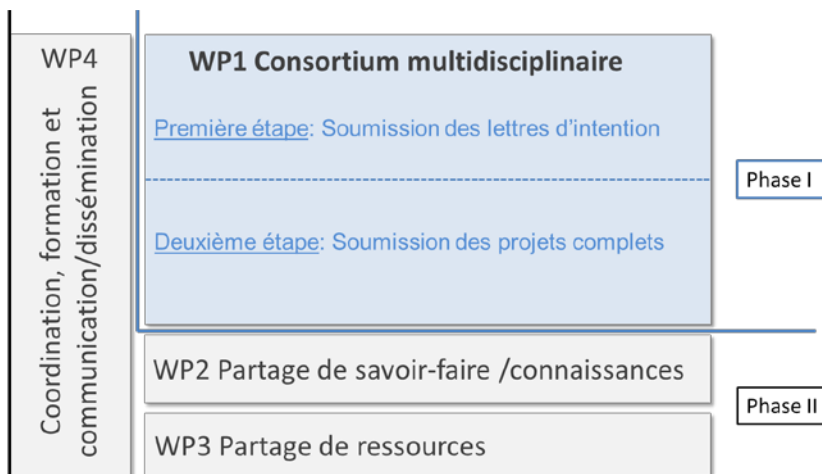 WP4
Coordination, formation et
communication/dissémination
WP1 Consortium multidisciplinaire
Première étape: Soumission des lettres d’intention
Deuxième étape: Soumission des projets complets
Phase I
WP2 Partage de savoir-faire /connaissances
WP3 Partage de ressources
Phase II